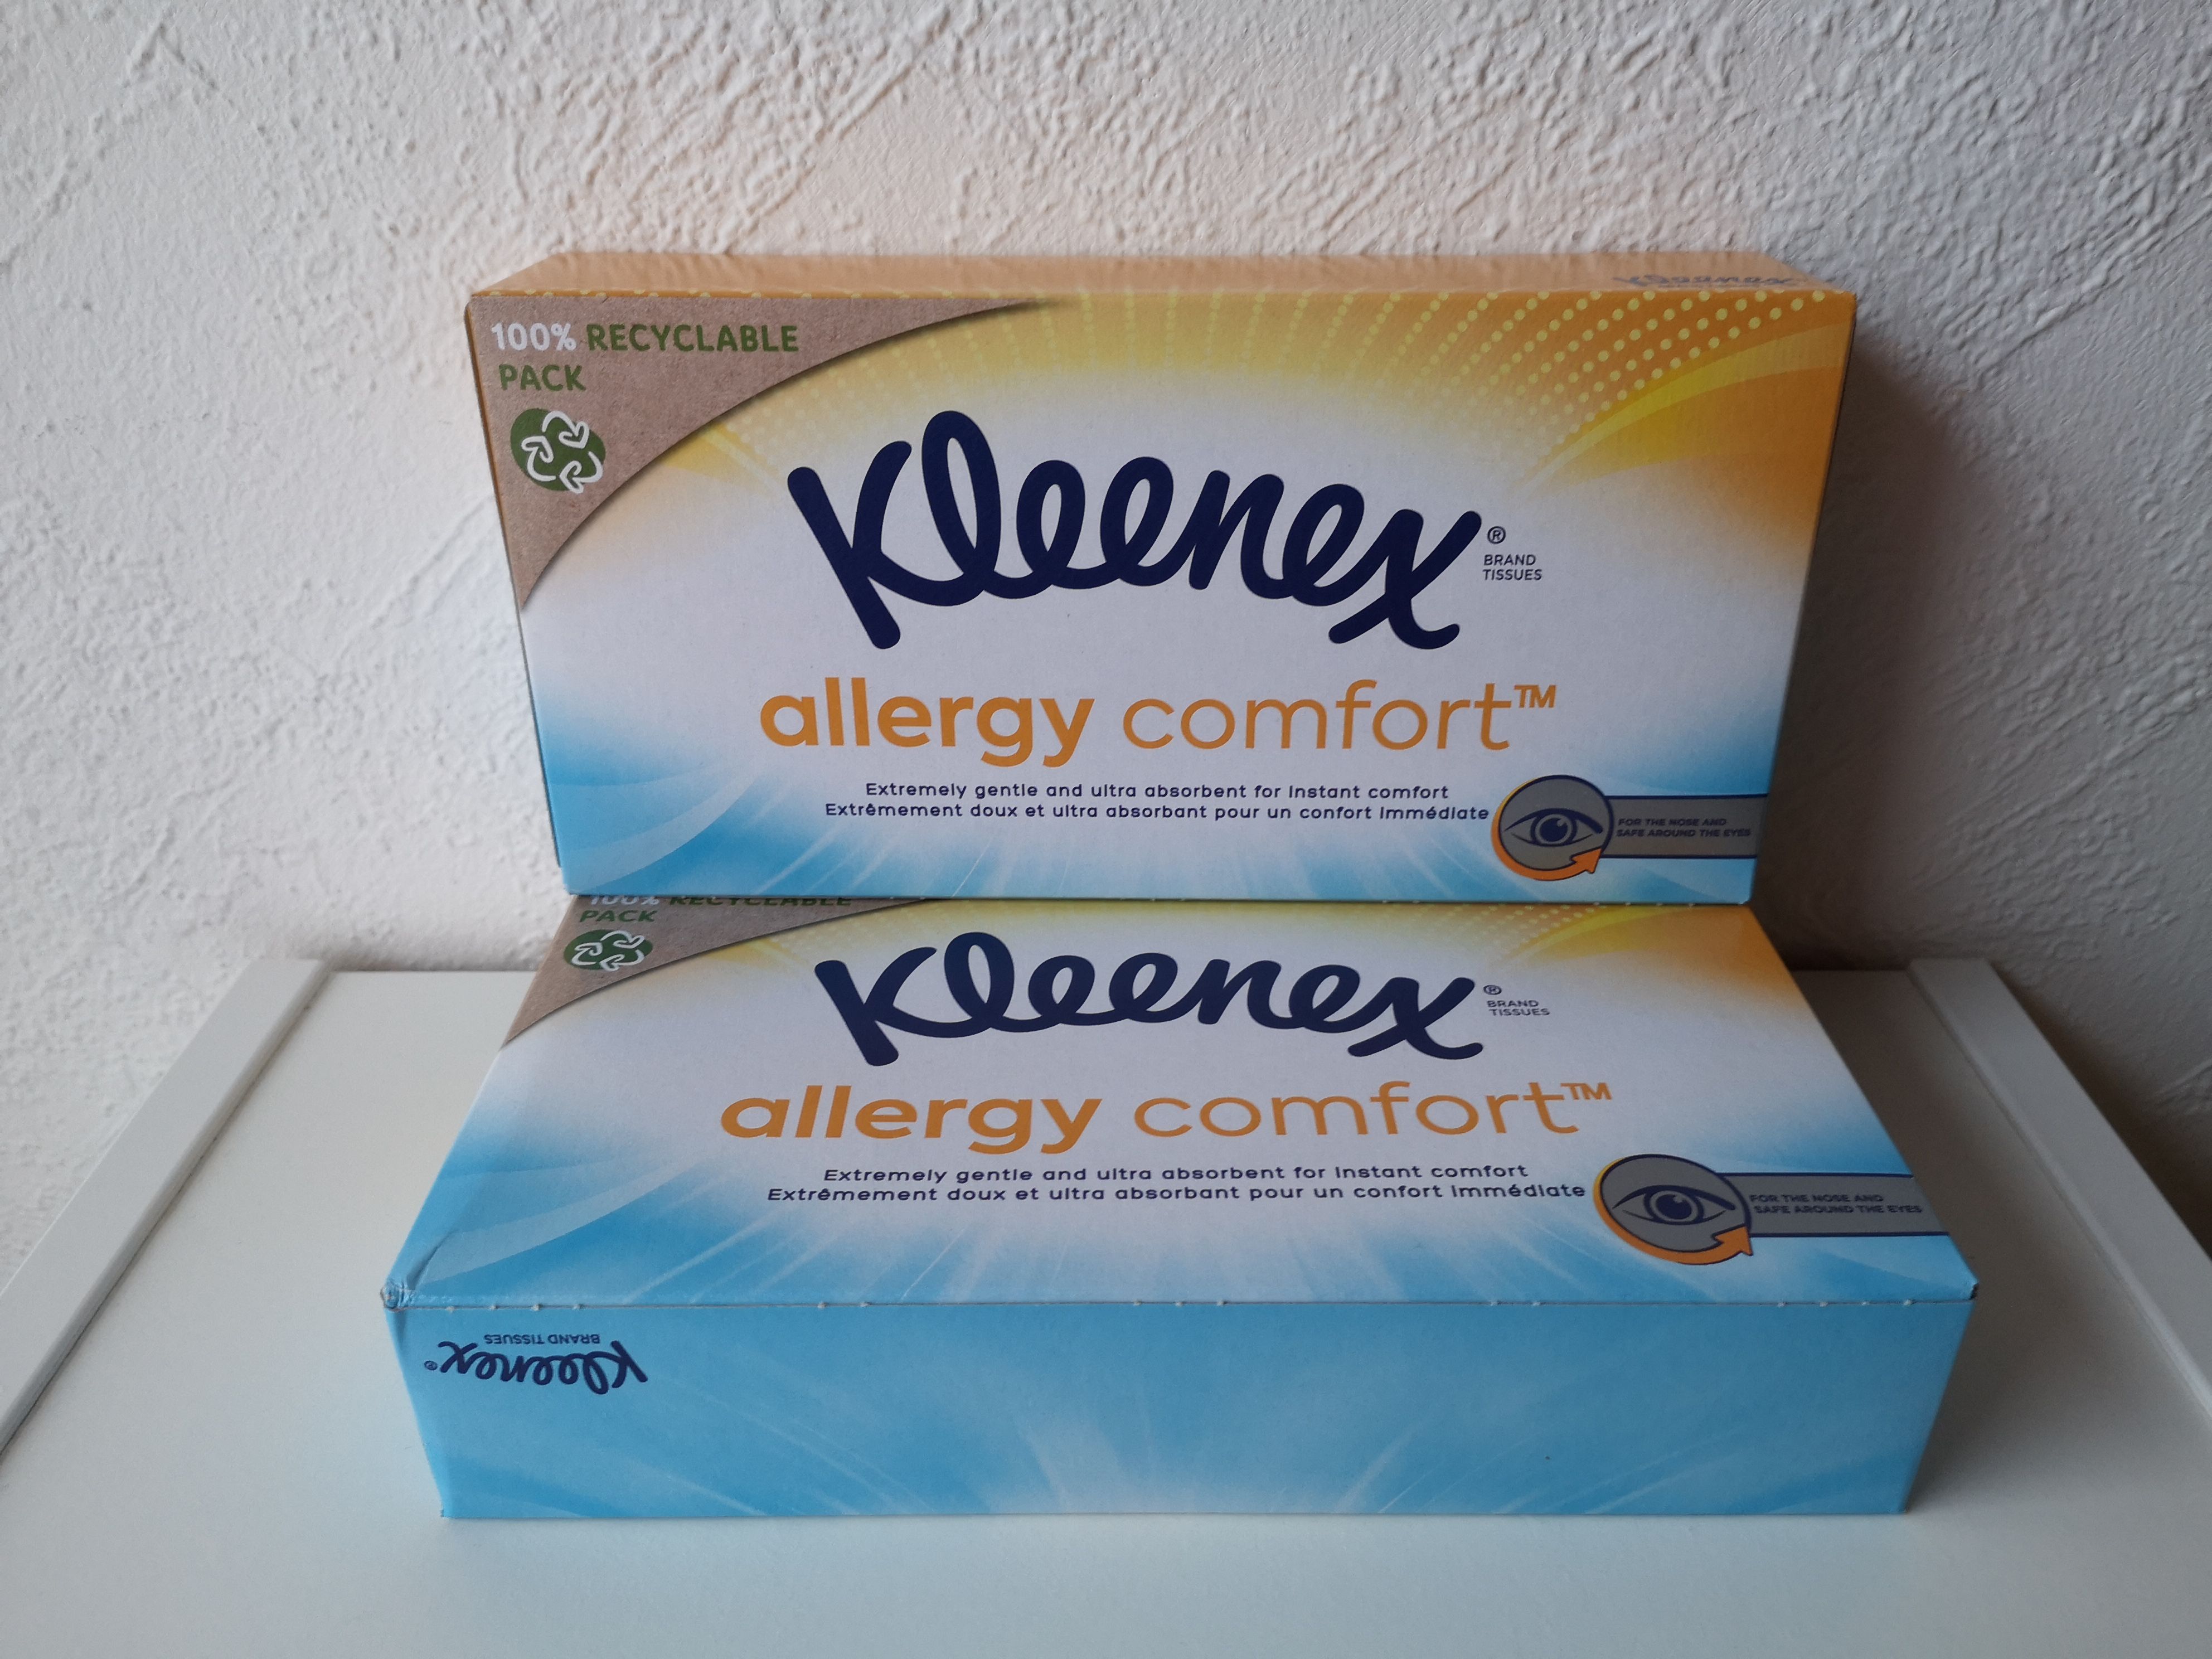 Kleenex
100% RECYCLABLE
PACK
Kleenex®
BRAND
TISSUES
allergy comfort™
Extremely gentle and ultra absorbent for instant comfort
Extrêmement doux et ultra absorbant pour un confort immédiate
FOR THE NOSE AND
SAFE AROUND THE EYES
100% RECYCLABLE
PACK
Kleenex®
BRAND
TISSUES
allergy comfort™
Extremely gentle and ultra absorbent for instant comfort
Extrêmement doux et ultra absorbant pour un confort immédiate
FOR THE NOSE AND
SAFE AROUND THE EYES
Kleenex®
BRAND TISSUES